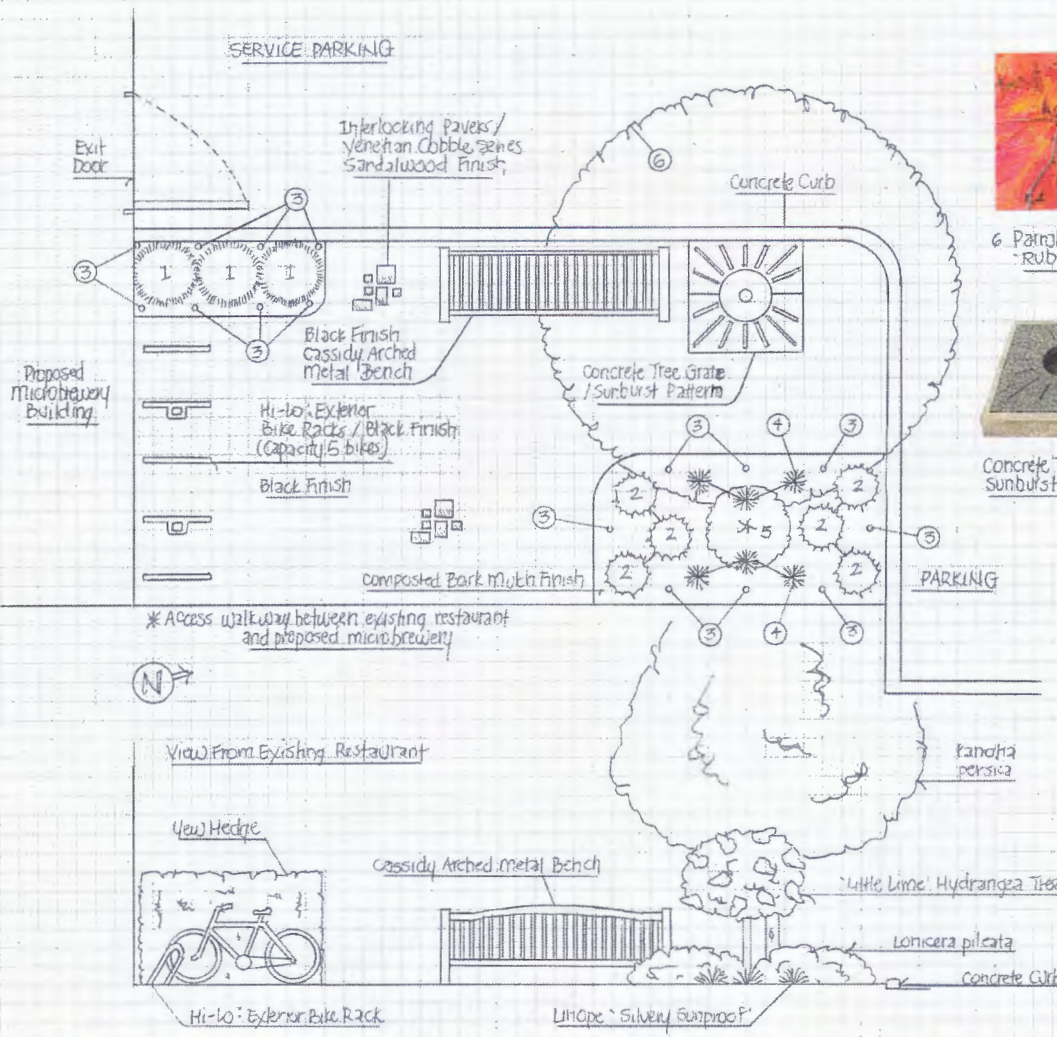 SERVICE PARKING
Exit
Door
Interlocking Pavers/
Venetian Cobble Series
Sandalwood Finish
6
Concrete Curb
3
3
1 1 1
3
6 Parrot
Rub
Proposed
Microbrewery
Building
Black Finish
Cassidy Arched
Metal Bench
Concrete Tree Grate
/Sunburst Pattern
Hi-Lo: Exterior
Bike Racks / Black Finish
(Capacity 5 bikes)
Black Finish
3 4 3
Concrete T
Sunburst
2 2
3
2 5 2
3
2 2
Composted Bark Mulch Finish
PARKING
* Access walkway between existing restaurant
and proposed microbrewery
3 4 3
N
View From Existing Restaurant
persica
Yew Hedge
Cassidy Arched Metal Bench
'Little Lime' Hydrangea Tree
Lonicera pileata
Concrete Curb
Hi-Lo: Exterior Bike Rack
Liriope 'Silvery Sunproof'